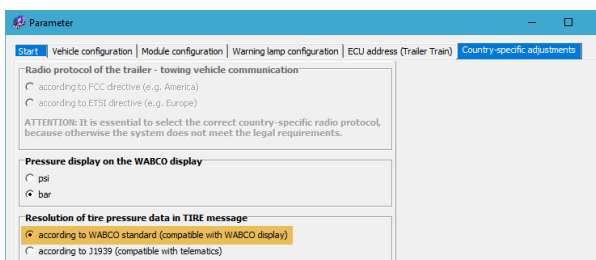 Parameter
Start Vehicle configuration Module configuration Warning lamp configuration ECU address (Trailer Train) Country-specific adjustments
Radio protocol of the trailer - towing vehicle communication
according to FCC directive (e.g. America)
according to ETSI directive (e.g. Europe)
ATTENTION: It is essential to select the correct country-specific radio protocol,
because otherwise the system does not meet the legal requirements.
Pressure display on the WABCO display
psi
bar
Resolution of tire pressure data in TIRE message
according to WABCO standard (compatible with WABCO display)
according to J1939 (compatible with telematics)